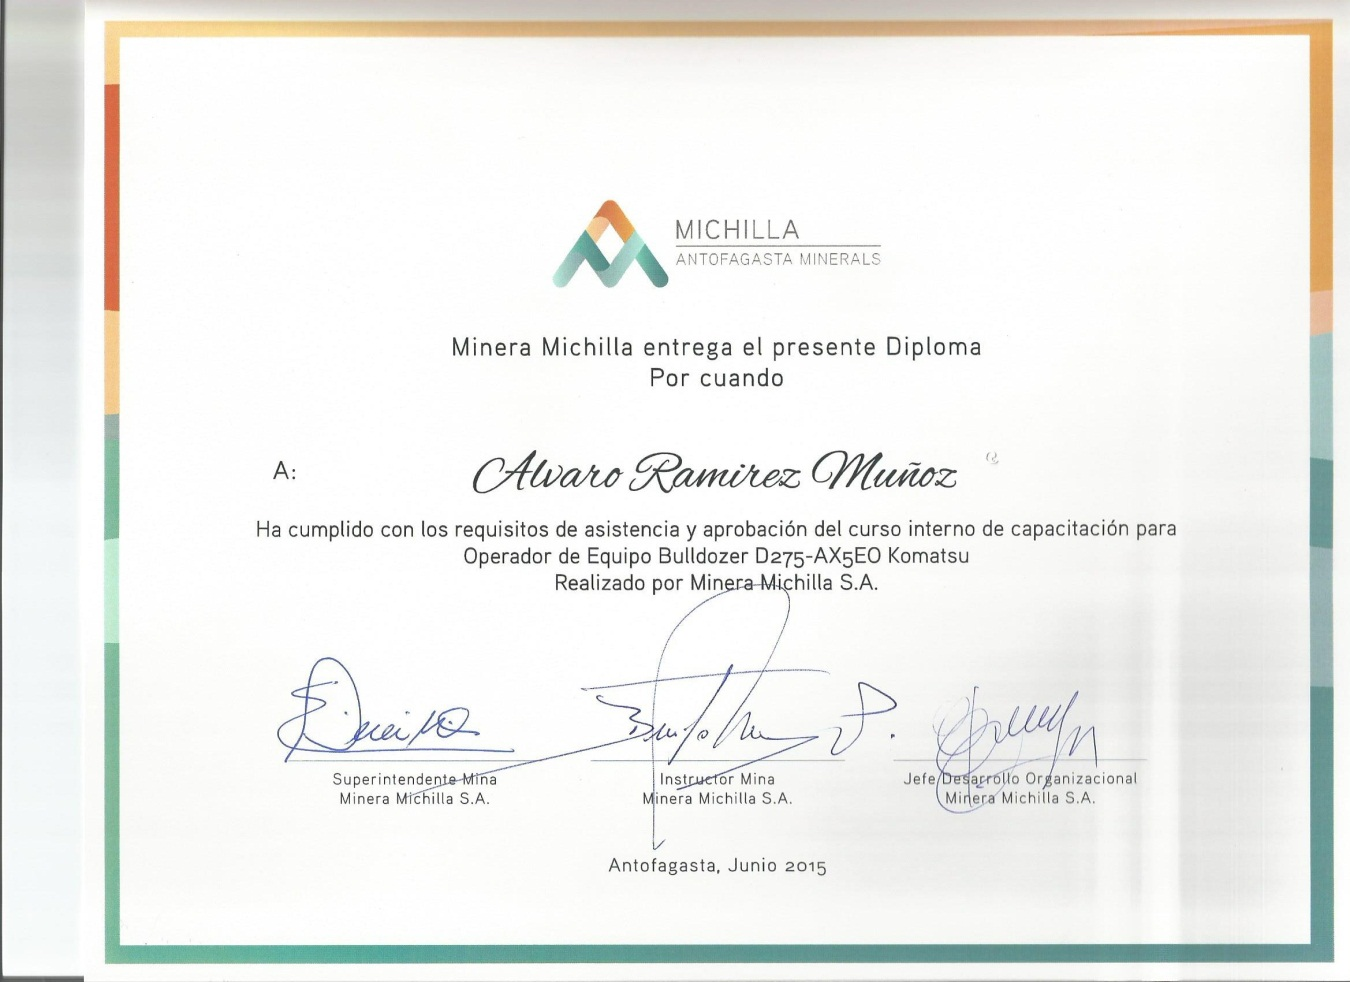 MICHILLA
ANTOFAGASTA MINERALS
Minera Michilla entrega el presente Diploma
Por cuando
A: Alvaro Ramirez Muñoz
Ha cumplido con los requisitos de asistencia y aprobación del curso interno de capacitación para
Operador de Equipo Bulldozer D275-AX5EO Komatsu
Realizado por Minera Michilla S.A.
Superintendente Mina
Minera Michilla S.A.
Instructor Mina
Minera Michilla S.A.
Jefe Desarrollo Organizacional
Minera Michilla S.A.
Antofagasta, Junio 2015